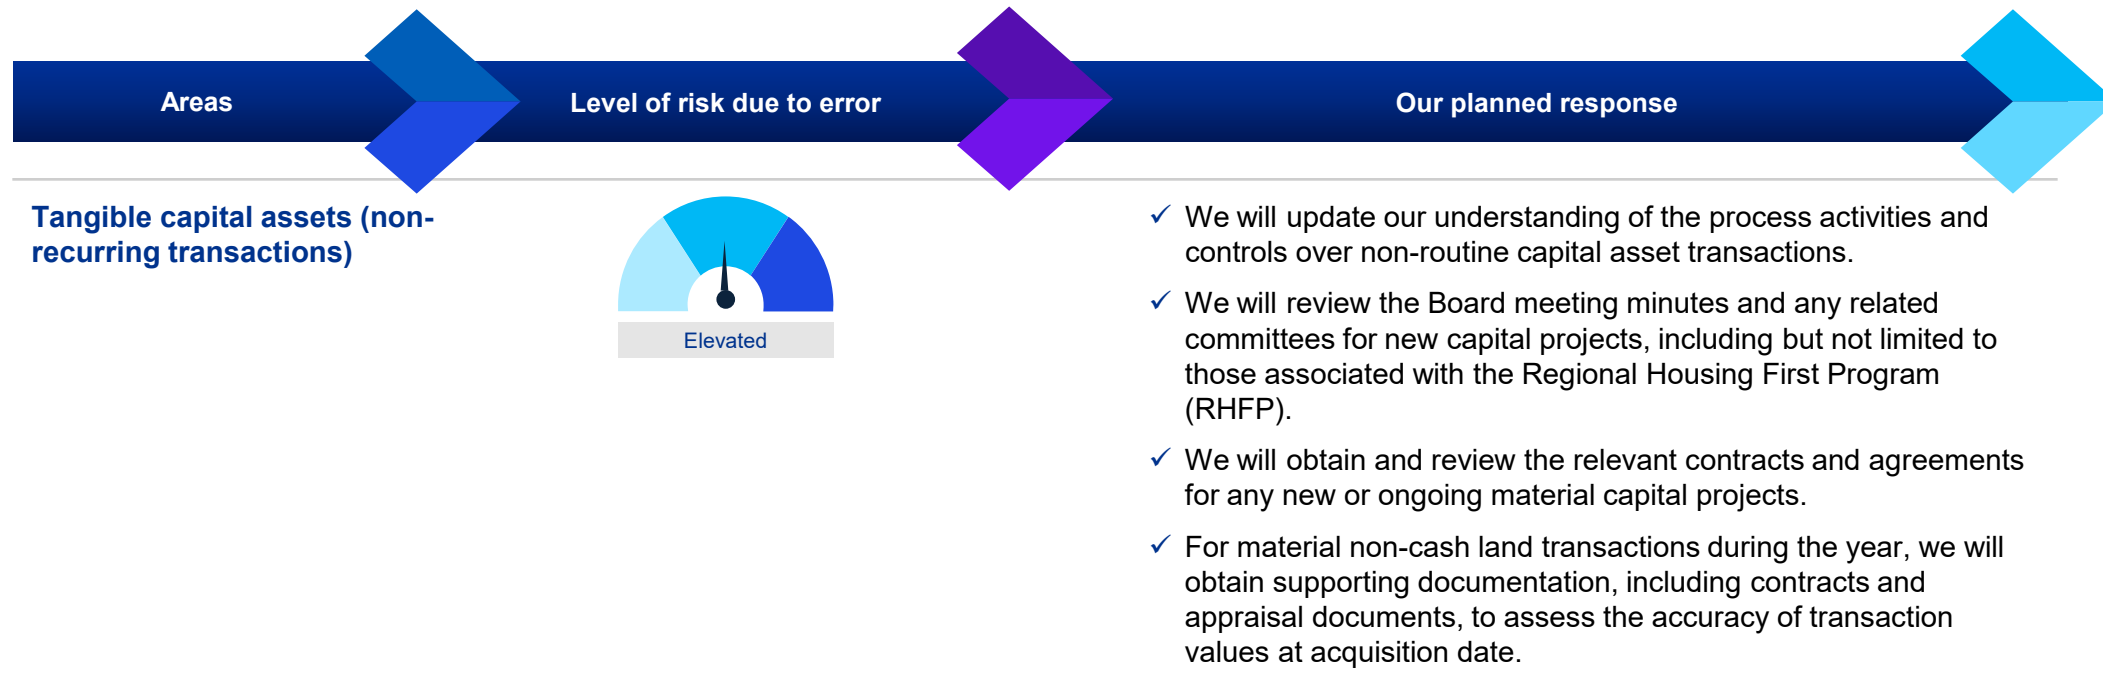 Areas
Level of risk due to error
Our planned response
Tangible capital assets (non-
recurring transactions)
Elevated
✓ We will update our understanding of the process activities and
controls over non-routine capital asset transactions.
✓ We will review the Board meeting minutes and any related
committees for new capital projects, including but not limited to
those associated with the Regional Housing First Program
(RHFP).
✓ We will obtain and review the relevant contracts and agreements
for any new or ongoing material capital projects.
✓ For material non-cash land transactions during the year, we will
obtain supporting documentation, including contracts and
appraisal documents, to assess the accuracy of transaction
values at acquisition date.